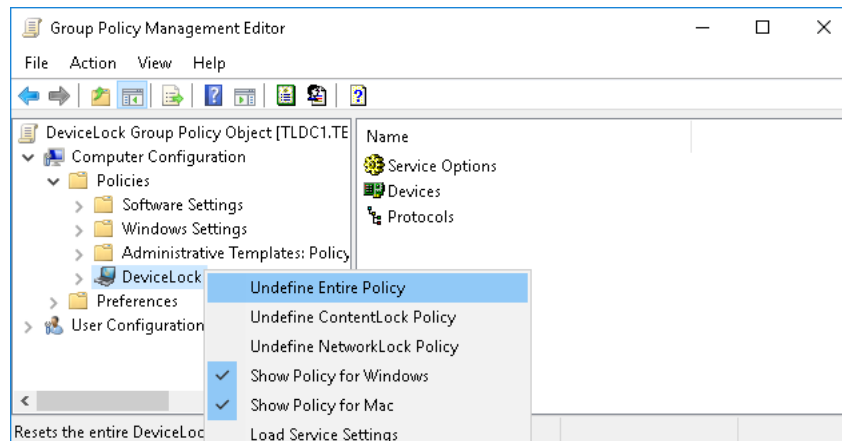 Group Policy Management Editor
File Action View Help
DeviceLock Group Policy Object [TLDC1.TE
Name
Computer Configuration
Service Options
Policies
Devices
Software Settings
Protocols
Windows Settings
Administrative Templates: Policy
DeviceLock
Undefine Entire Policy
Preferences
Undefine ContentLock Policy
User Configuration
Undefine NetworkLock Policy
Show Policy for Windows
Show Policy for Mac
Resets the entire DeviceLoc
Load Service Settings